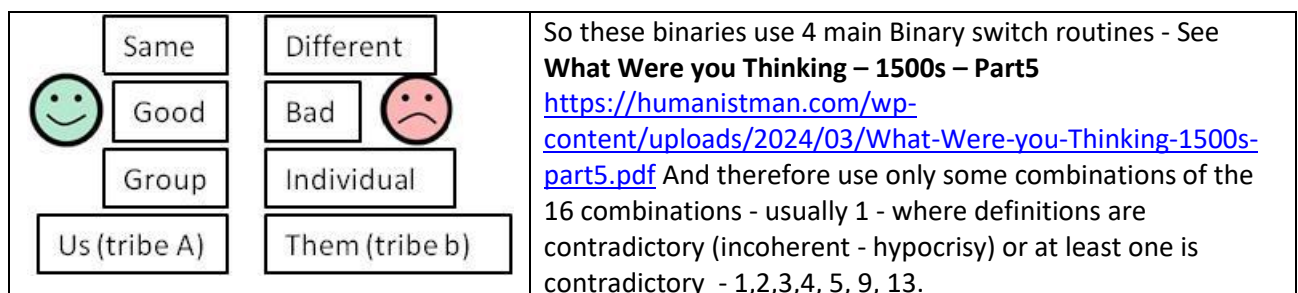 Same
Different
Good
Bad
Group
Individual
Us (tribe A)
Them (tribe b)
So these binaries use 4 main Binary switch routines - See
What Were you Thinking – 1500s – Part5
https://humanistman.com/wp-
content/uploads/2024/03/What-Were-you-Thinking-1500s-
part5.pdf And therefore use only some combinations of the
16 combinations - usually 1 - where definitions are
contradictory (incoherent - hypocrisy) or at least one is
contradictory - 1,2,3,4, 5, 9, 13.